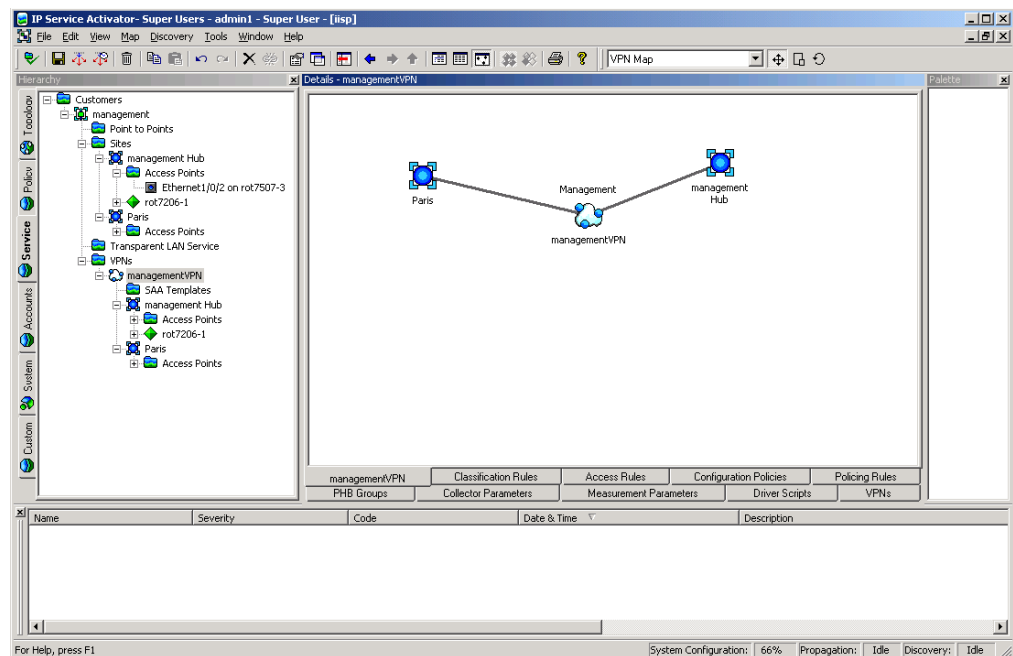 IP Service Activator- Super Users - admin1 - Super User - [iisp]
File Edit View Map Discovery Tools Window Help
VPN Map
Hierarchy
Details - managementVPN
Palette
Topology
Policy
Service
Accounts
System
Custom
Customers
management
Point to Points
Sites
management Hub
Access Points
Ethernet1/0/2 on rot7507-3
rot7206-1
Paris
Access Points
Transparent LAN Service
VPNs
managementVPN
SAA Templates
management Hub
Access Points
rot7206-1
Paris
Access Points
Paris
Management
managementVPN
management
Hub
managementVPN Classification Rules Access Rules Configuration Policies Policing Rules
PHB Groups Collector Parameters Measurement Parameters Driver Scripts VPNs
Name Severity Code Date & Time Description
For Help, press F1 System Configuration: 66% Propagation: Idle Discovery: Idle